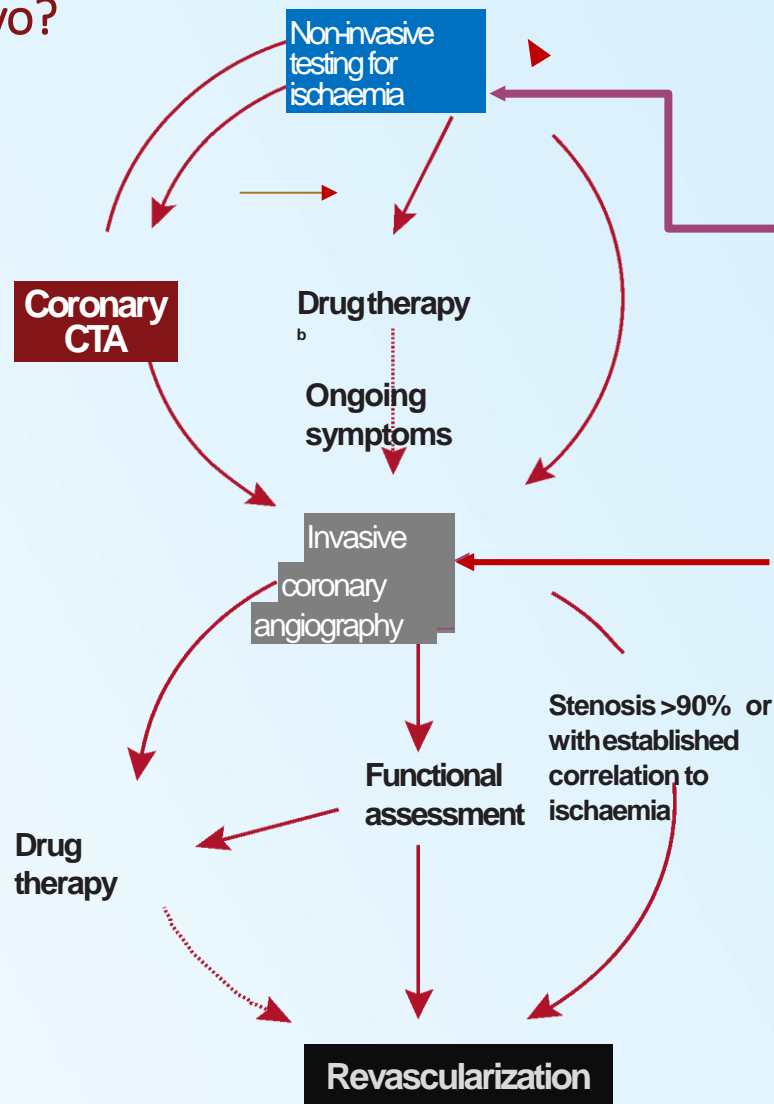 vo?
Non-invasive
testing for
ischaemia
Coronary
CTA
Drug therapy
b
Ongoing
symptoms
Invasive
coronary
angiography
Stenosis >90% or
with established
correlation to
ischaemia
Functional
assessment
Drug
therapy
Revascularization